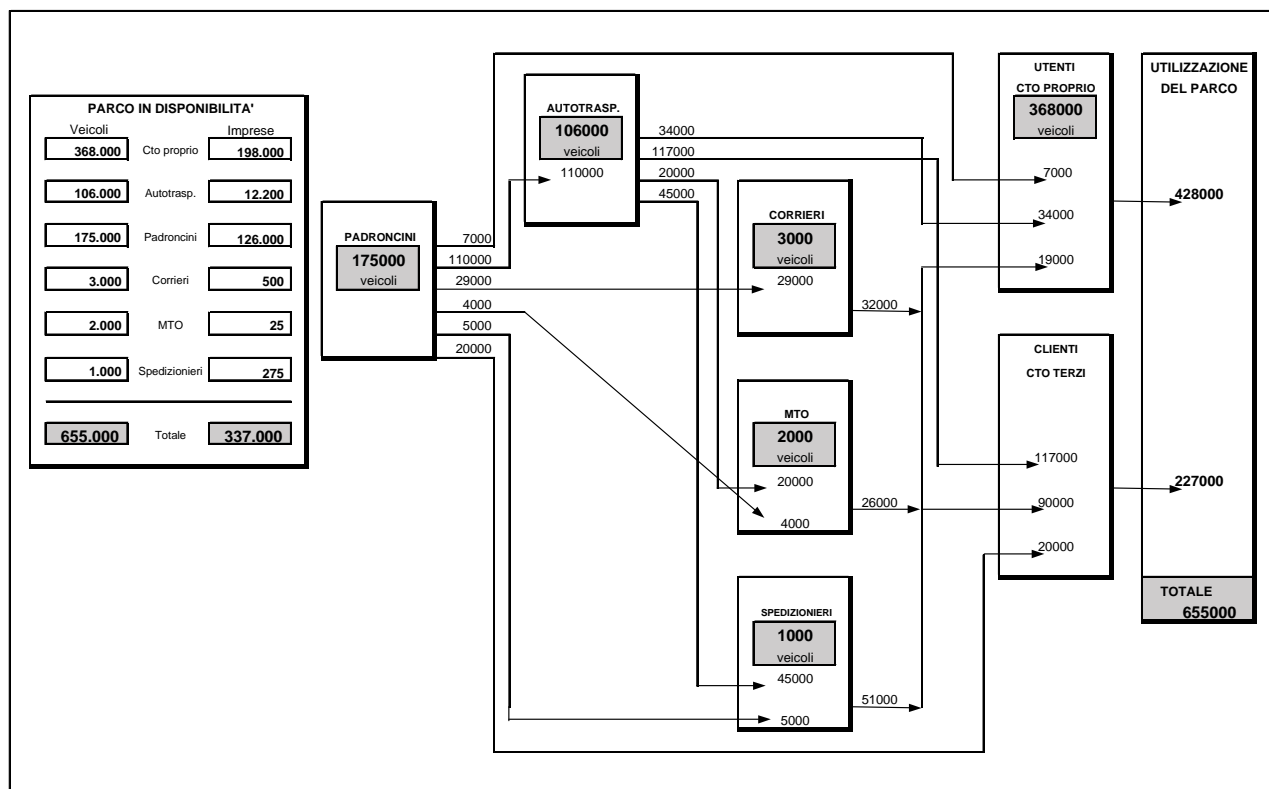 PARCO IN DISPONIBILITA'
Veicoli Imprese
368.000 Cto proprio 198.000
106.000 Autotrasp. 12.200
175.000 Padroncini 126.000
3.000 Corrieri 500
2.000 MTO 25
1.000 Spedizionieri 275
655.000 Totale 337.000
PADRONCINI
175000
veicoli
7000
110000
29000
4000
5000
20000
AUTOTRASP.
106000
veicoli
110000
34000
117000
20000
45000
CORRIERI
3000
veicoli
29000
32000
MTO
2000
veicoli
20000
4000
26000
SPEDIZIONIERI
1000
veicoli
45000
5000
51000
UTENTI
CTO PROPRIO
368000
veicoli
7000
34000
19000
CLIENTI
CTO TERZI
117000
90000
20000
UTILIZZAZIONE
DEL PARCO
428000
227000
TOTALE
655000